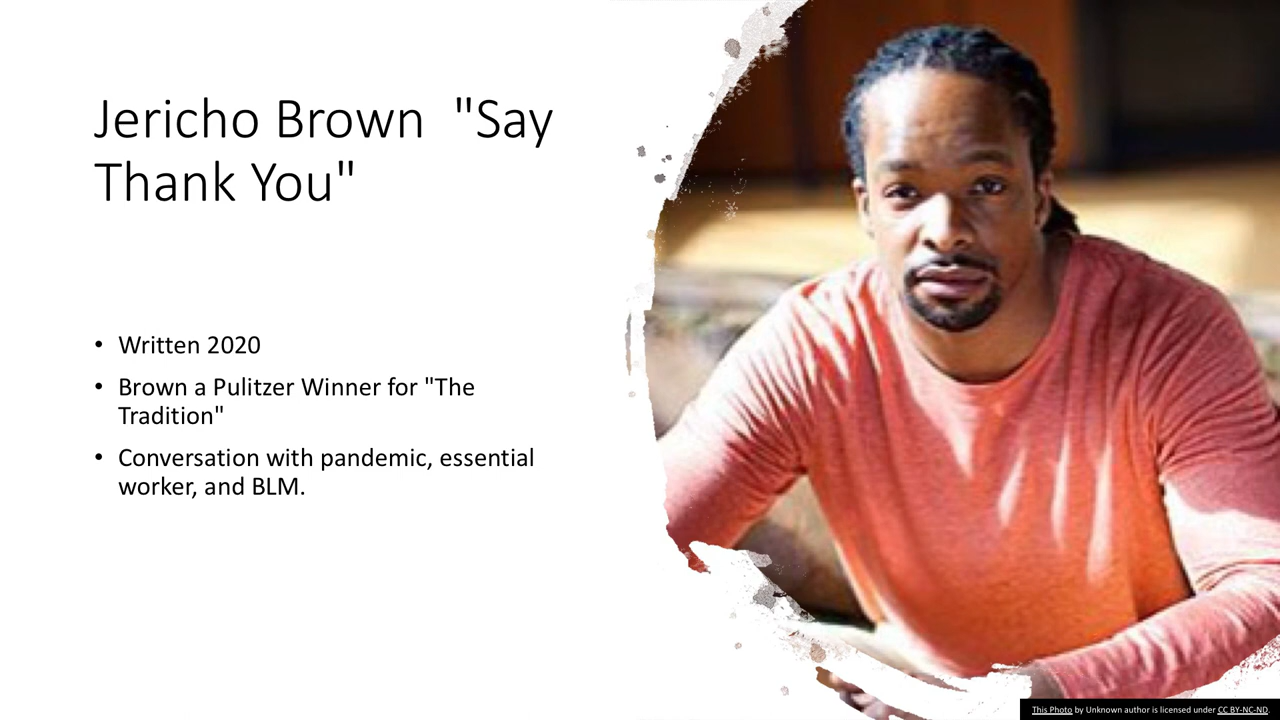 Jericho Brown  "Say
Thank You"
• Written 2020
• Brown a Pulitzer Winner for "The
Tradition"
• Conversation with pandemic, essential
worker, and BLM.
This Photo by Unknown author is licensed under CC BY-NC-ND.